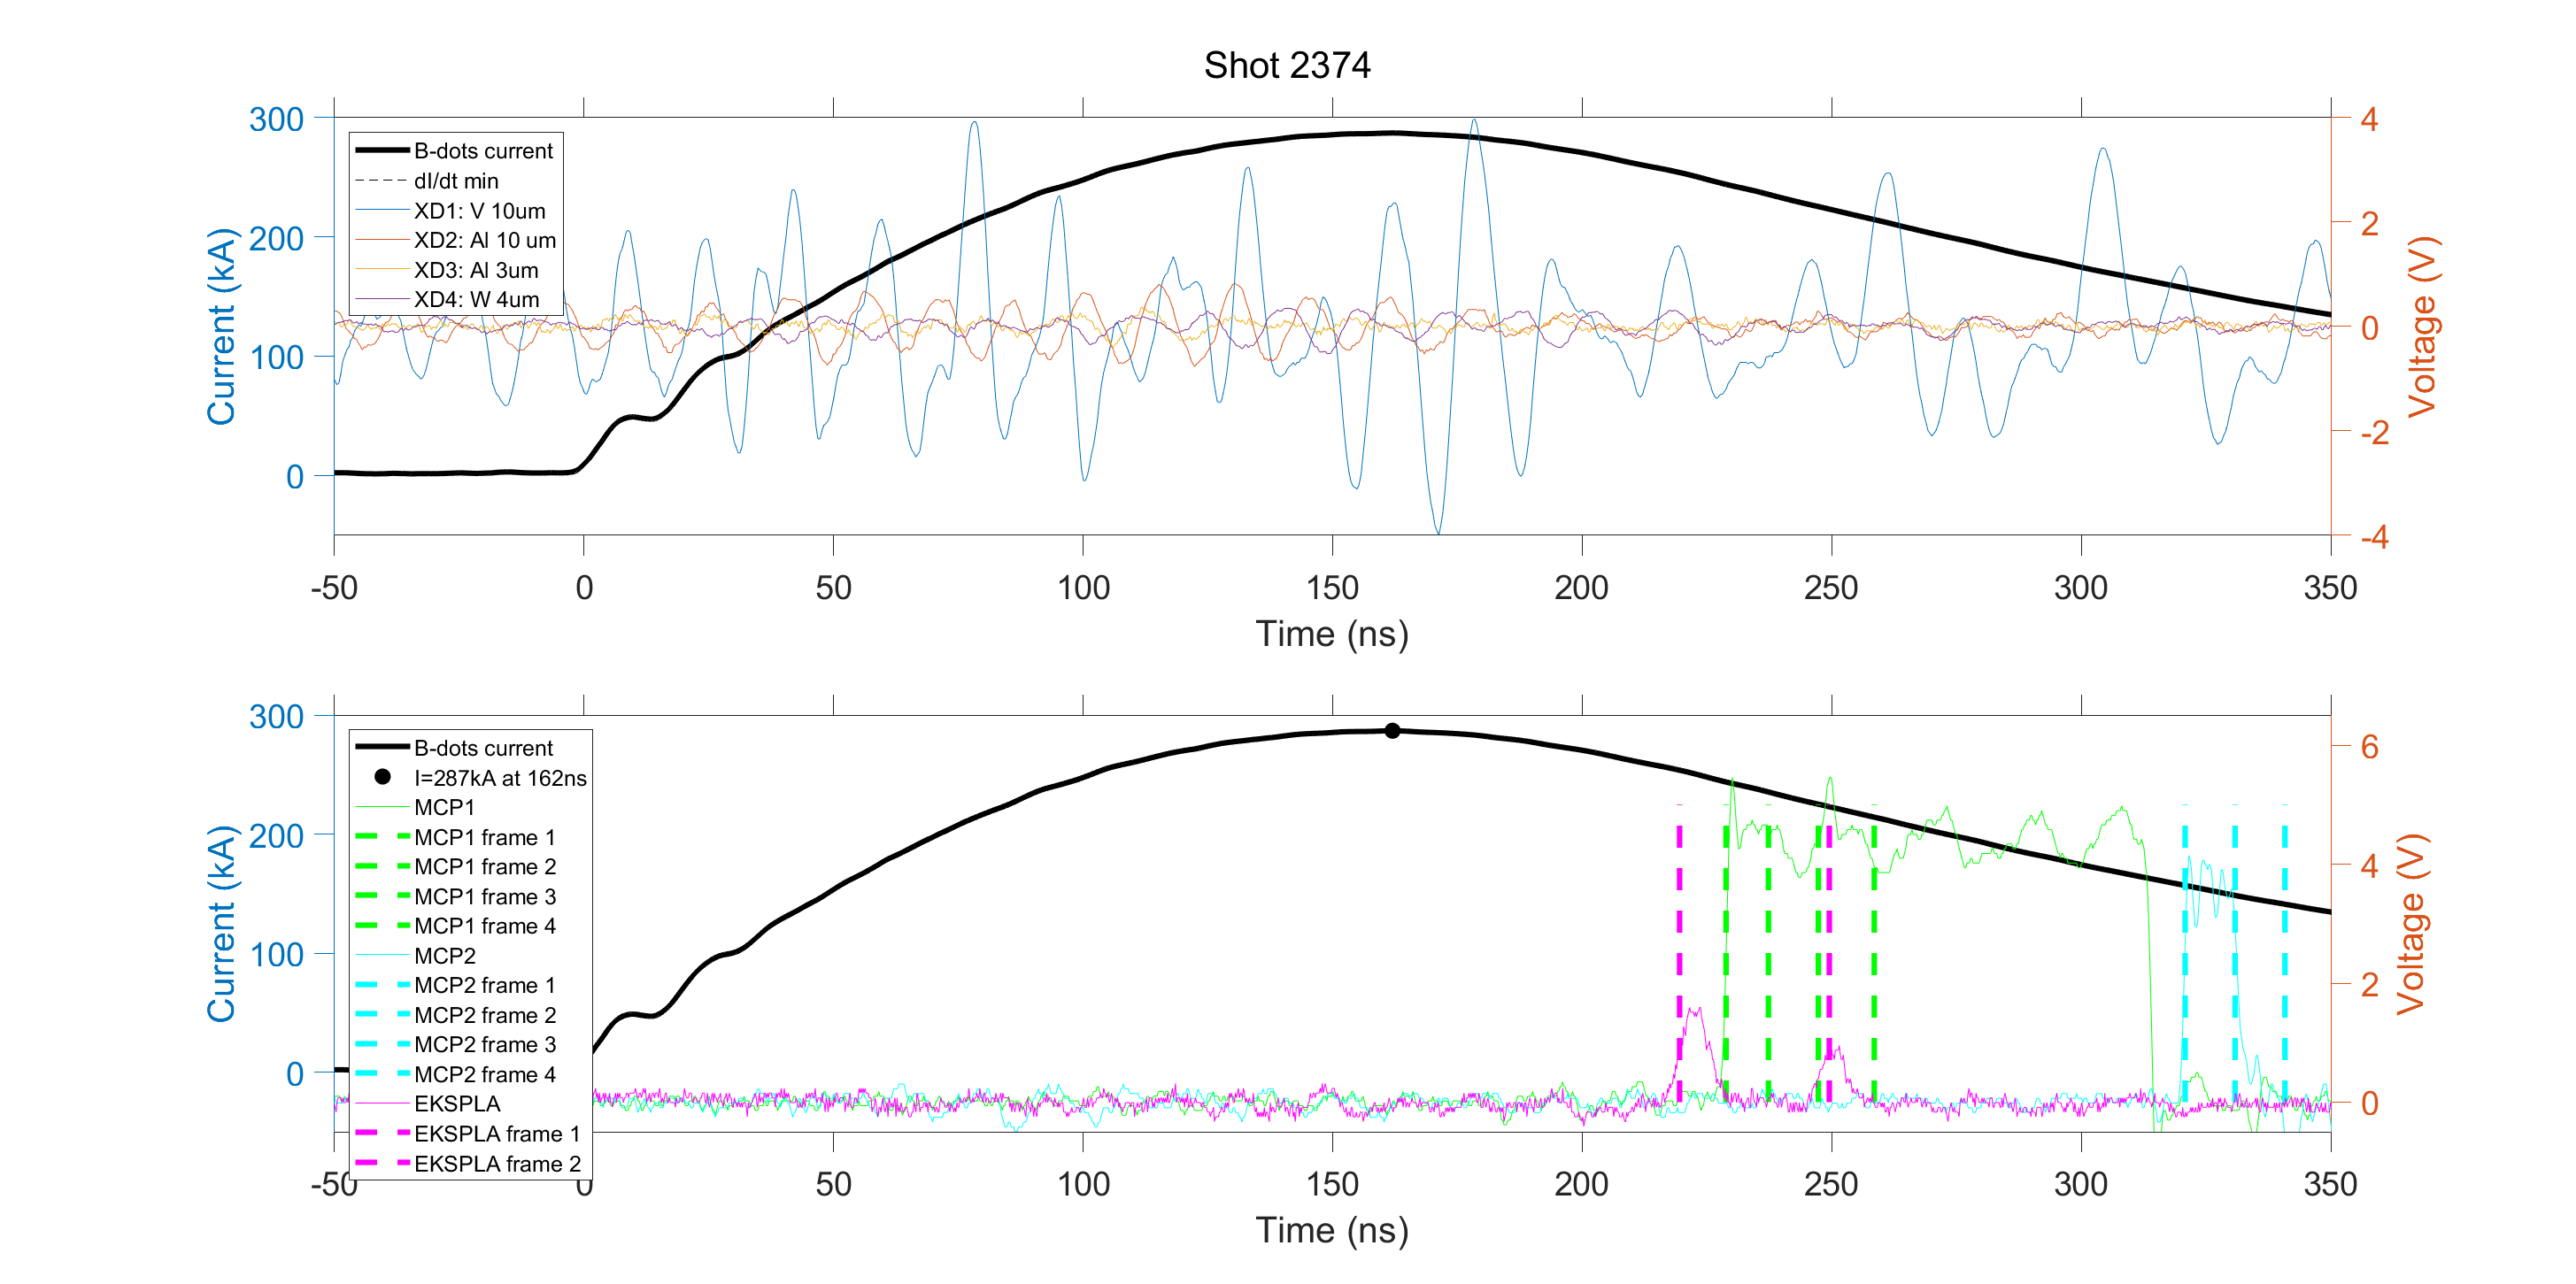 Shot 2374
300
200
100
0
Current (kA)
B-dots current
dI/dt min
XD1: V 10um
XD2: Al 10 um
XD3: Al 3um
XD4: W 4um
4
2
0
-2
-4
Voltage (V)
-50 0 50 100 150 200 250 300 350
Time (ns)
300
200
100
0
Current (kA)
B-dots current
I=287kA at 162ns
MCP1
MCP1 frame 1
MCP1 frame 2
MCP1 frame 3
MCP1 frame 4
MCP2
MCP2 frame 1
MCP2 frame 2
MCP2 frame 3
MCP2 frame 4
EKSPLA
EKSPLA frame 1
EKSPLA frame 2
6
4
2
0
Voltage (V)
-50 0 50 100 150 200 250 300 350
Time (ns)